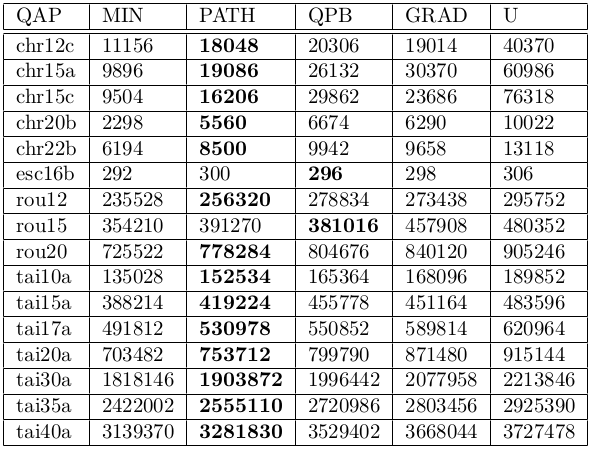 QAP MIN PATH QPB GRAD U
chr12c 11156 18048 20306 19014 40370
chr15a 9896 19086 26132 30370 60986
chr15c 9504 16206 29862 23686 76318
chr20b 2298 5560 6674 6290 10022
chr22b 6194 8500 9942 9658 13118
esc16b 292 300 296 298 306
rou12 235528 256320 278834 273438 295752
rou15 354210 391270 381016 457908 480352
rou20 725522 778284 804676 840120 905246
tai10a 135028 152534 165364 168096 189852
tai15a 388214 419224 455778 451164 483596
tai17a 491812 530978 550852 589814 620964
tai20a 703482 753712 799790 871480 915144
tai30a 1818146 1903872 1996442 2077958 2213846
tai35a 2422002 2555110 2720986 2803456 2925390
tai40a 3139370 3281830 3529402 3668044 3727478